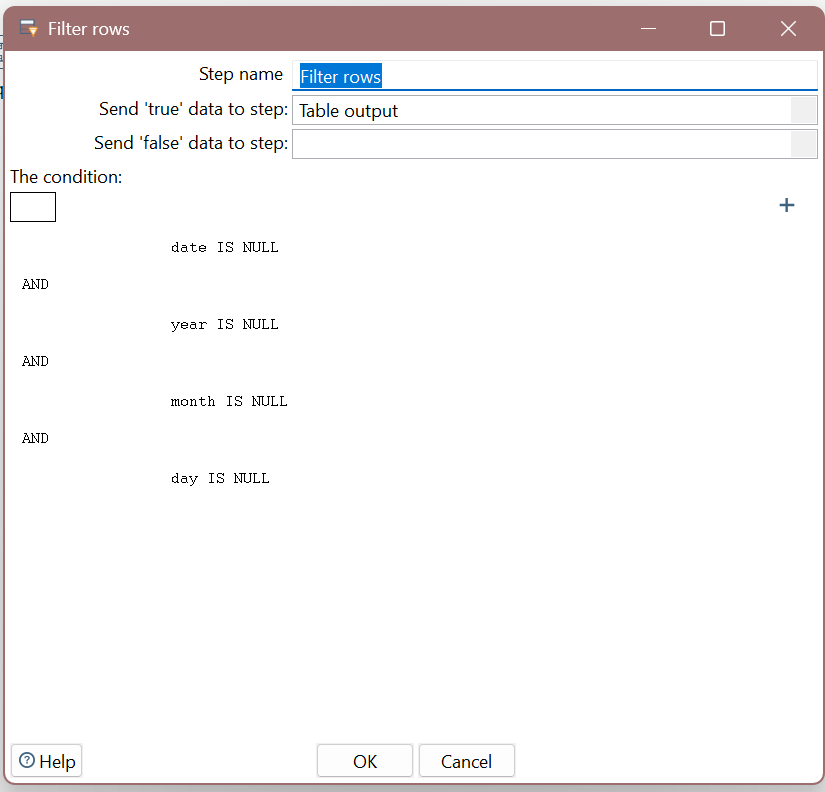 Filter rows
Step name Filter rows
Send 'true' data to step: Table output
Send 'false' data to step:
The condition:
+
date IS NULL
AND
year IS NULL
AND
month IS NULL
AND
day IS NULL
Help OK Cancel